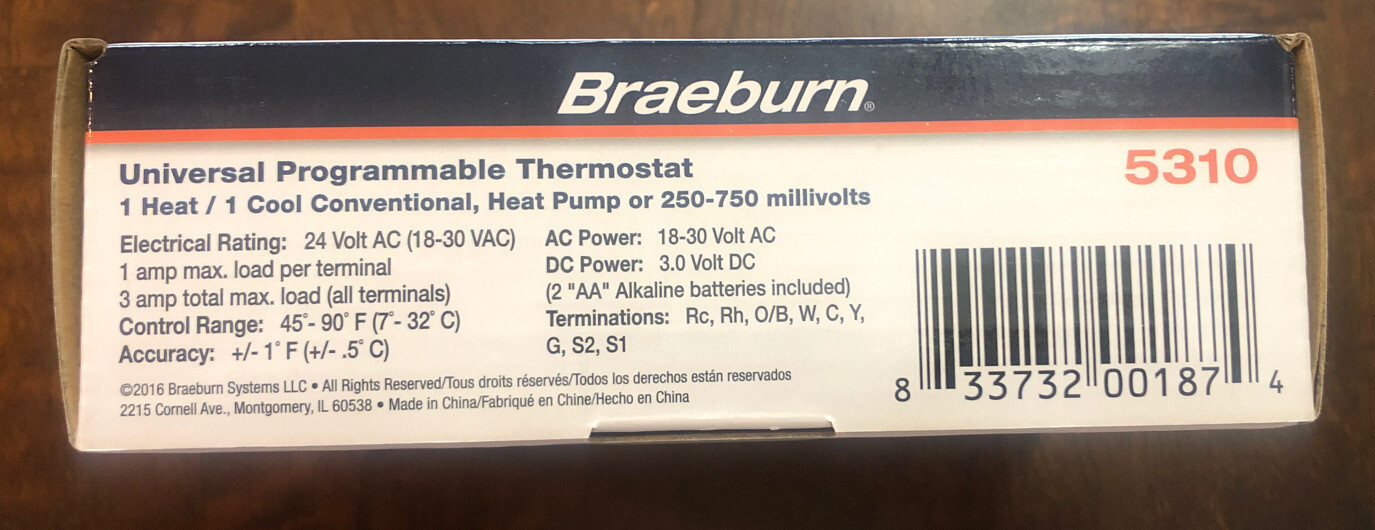 Braeburn®
Universal Programmable Thermostat
5310
1 Heat / 1 Cool Conventional, Heat Pump or 250-750 millivolts
Electrical Rating: 24 Volt AC (18-30 VAC)
1 amp max. load per terminal
3 amp total max. load (all terminals)
Control Range: 45°- 90° F (7°- 32° C)
Accuracy: +/- 1° F (+/- .5° C)
AC Power: 18-30 Volt AC
DC Power: 3.0 Volt DC
(2 "AA" Alkaline batteries included)
Terminations: Rc, Rh, O/B, W, C, Y,
G, S2, S1
©2016 Braeburn Systems LLC • All Rights Reserved/Tous droits réservés/Todos los derechos están reservados
2215 Cornell Ave., Montgomery, IL 60538 • Made in China/Fabriqué en Chine/Hecho en China
8 33732 00187 4